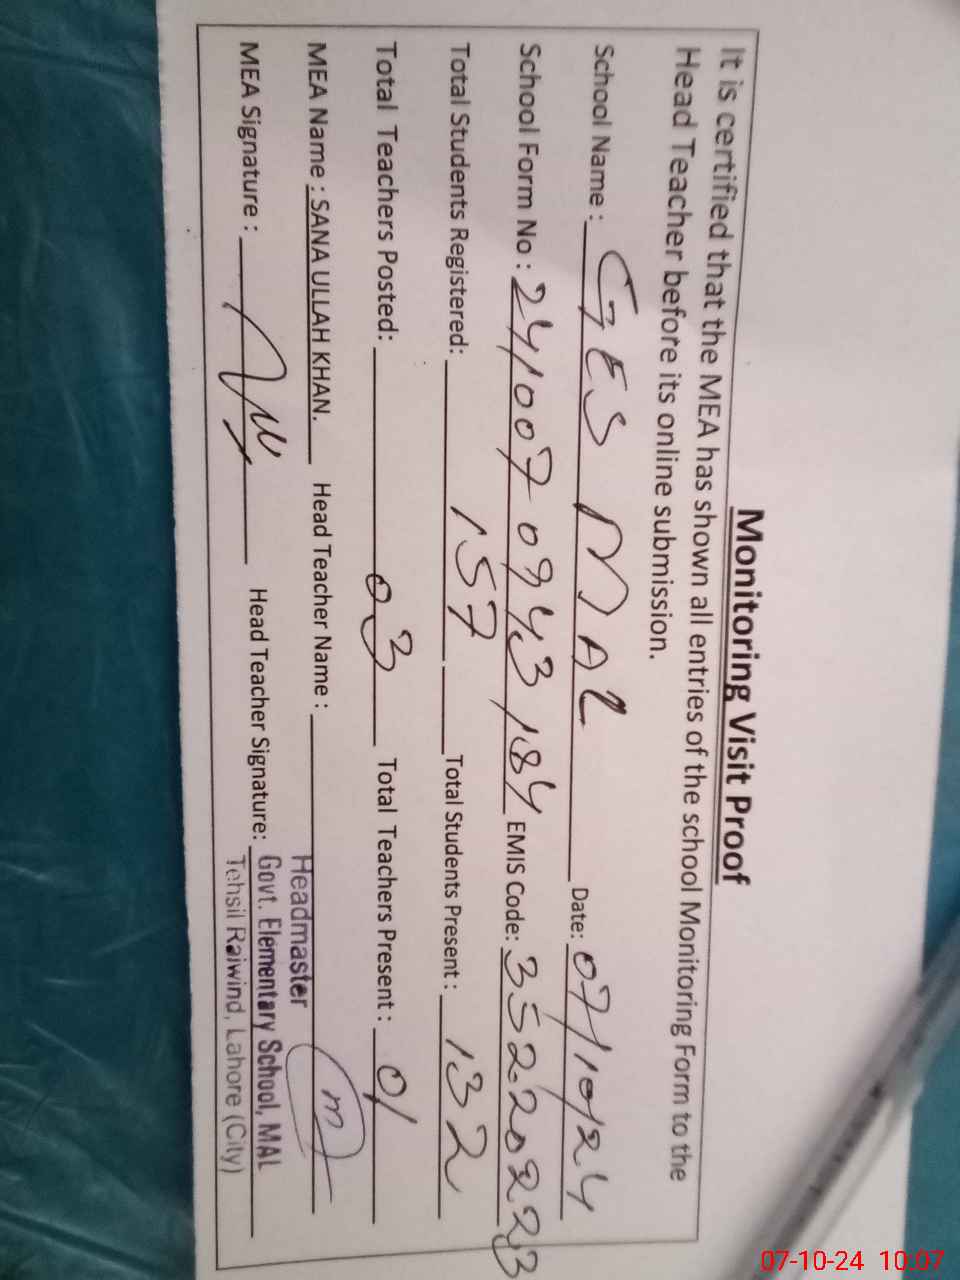 Monitoring Visit Proof
It is certified that the MEA has shown all entries of the school Monitoring Form to the
Head Teacher before its online submission.
School Name : GES MAL Date: 07/10/24
School Form No : 241007 0943 184 EMIS Code: 35220223
Total Students Registered: 157 Total Students Present : 132
Total Teachers Posted: 03 Total Teachers Present : 01
MEA Name : SANA ULLAH KHAN. Head Teacher Name :
Headmaster
MEA Signature : Head Teacher Signature: Govt. Elementary School, MAL
Tehsil Raiwind, Lahore (City)
07-10-24 10:07